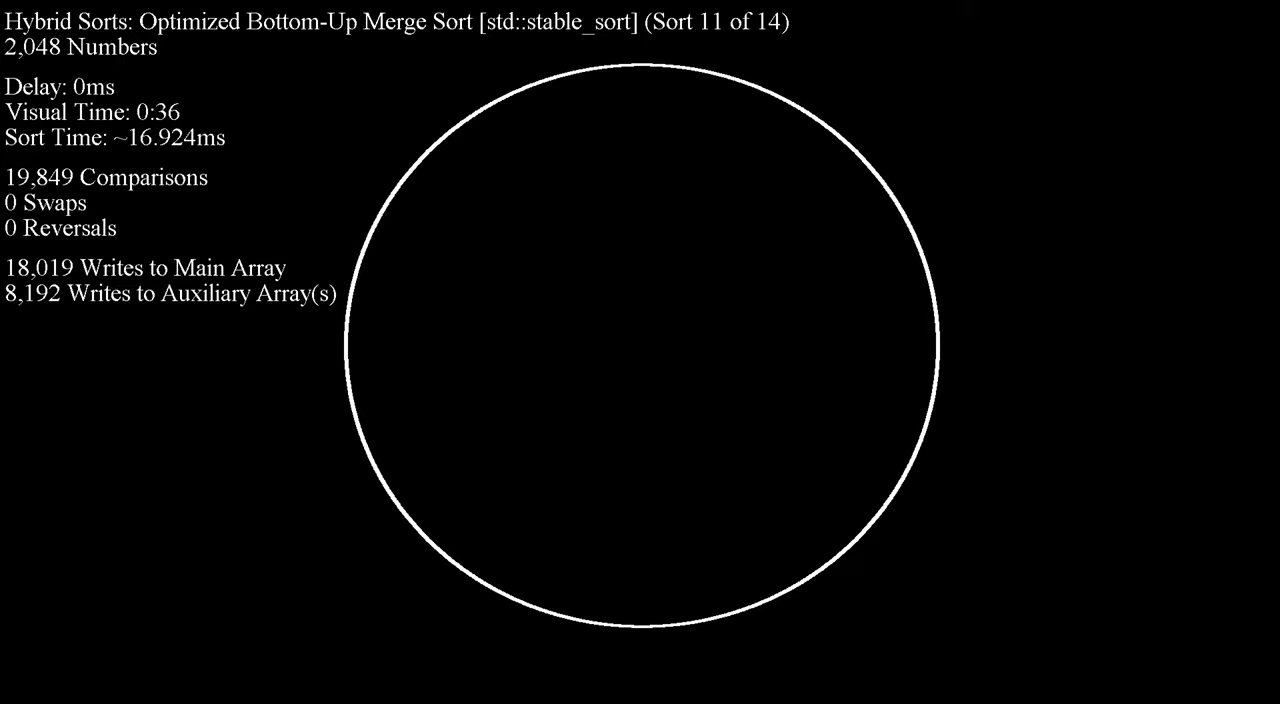 Hybrid Sorts: Optimized Bottom-Up Merge Sort [std::stable_sort] (Sort 11 of 14)
2,048 Numbers
Delay: 0ms
Visual Time: 0:36
Sort Time: ~16.924ms
19,849 Comparisons
0 Swaps
0 Reversals
18,019 Writes to Main Array
8,192 Writes to Auxiliary Array(s)